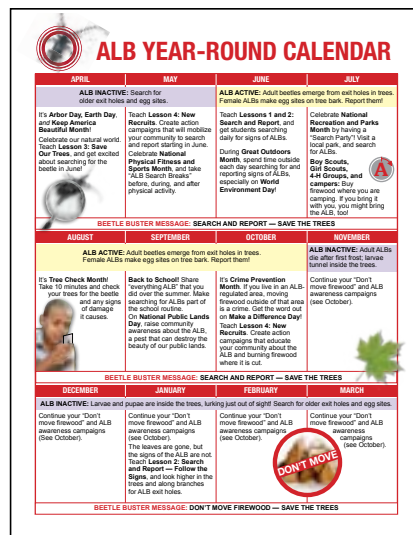 ALB YEAR-ROUND CALENDAR
APRIL
MAY
JUNE
JULY
ALB INACTIVE: Search for
older exit holes and egg sites.
ALB ACTIVE: Adult beetles emerge from exit holes in trees.
Female ALBs make egg sites on tree bark. Report them!
It's Arbor Day, Earth Day,
and Keep America
Beautiful Month!
Celebrate our natural world.
Teach Lesson 3: Save
Our Trees, and get excited
about searching for the
beetle in June!
Teach Lesson 4: New
Recruits. Create action
campaigns that will mobilize
your community to search
and report starting in June.
Celebrate National
Physical Fitness and
Sports Month, and take
"ALB Search Breaks"
before, during, and after
physical activity.
Teach Lessons 1 and 2:
Search and Report, and
get students searching
daily for signs of ALBs.
During Great Outdoors
Month, spend time outside
each day searching for and
reporting signs of ALBs,
especially on World
Environment Day!
Celebrate National
Recreation and Parks
Month by having a
"Search Party"! Visit a
local park, and search
for ALBs.
Boy Scouts,
Girl Scouts,
4-H Groups, and
campers: Buy
firewood where you are
camping. If you bring it
with you, you might bring
the ALB, too!
A
BEETLE BUSTER MESSAGE: SEARCH AND REPORT — SAVE THE TREES
AUGUST
SEPTEMBER
OCTOBER
NOVEMBER
ALB ACTIVE: Adult beetles emerge from exit holes in trees.
Female ALBs make egg sites on tree bark. Report them!
ALB INACTIVE: Adult ALBs
die after first frost; larvae
tunnel inside the trees.
It's Tree Check Month!
Take 10 minutes and check
your trees for the beetle
and any signs
of damage
it causes.
Back to School! Share
"everything ALB" that you
did over the summer. Make
searching for ALBs part of
the school routine.
On National Public Lands
Day, raise community
awareness about the ALB,
a pest that can destroy the
beauty of our public lands.
It's Crime Prevention
Month. If you live in an ALB-
regulated area, moving
firewood outside of that area
is a crime. Get the word out
on Make a Difference Day!
Teach Lesson 4: New
Recruits. Create action
campaigns that educate
your community about the
ALB and burning firewood
where it is cut.
Continue your "Don't
move firewood" and ALB
awareness campaigns
(see October).
BEETLE BUSTER MESSAGE: SEARCH AND REPORT — SAVE THE TREES
DECEMBER
JANUARY
FEBRUARY
MARCH
ALB INACTIVE: Larvae and pupae are inside the trees, lurking just out of sight! Search for older exit holes and egg sites.
Continue your "Don't
move firewood" and ALB
awareness campaigns
(See October).
Continue your "Don't
move firewood" and ALB
awareness campaigns
(see October).
The leaves are gone, but
the signs of the ALB are not.
Teach Lesson 2: Search
and Report — Follow the
Signs, and look higher in the
trees and along branches
for ALB exit holes.
Continue your "Don't
move firewood" and ALB
awareness campaigns
(see October).
DON'T MOVE
Continue your "Don't
move firewood" and ALB
awareness
campaigns
(see October).
BEETLE BUSTER MESSAGE: DON'T MOVE FIREWOOD — SAVE THE TREES